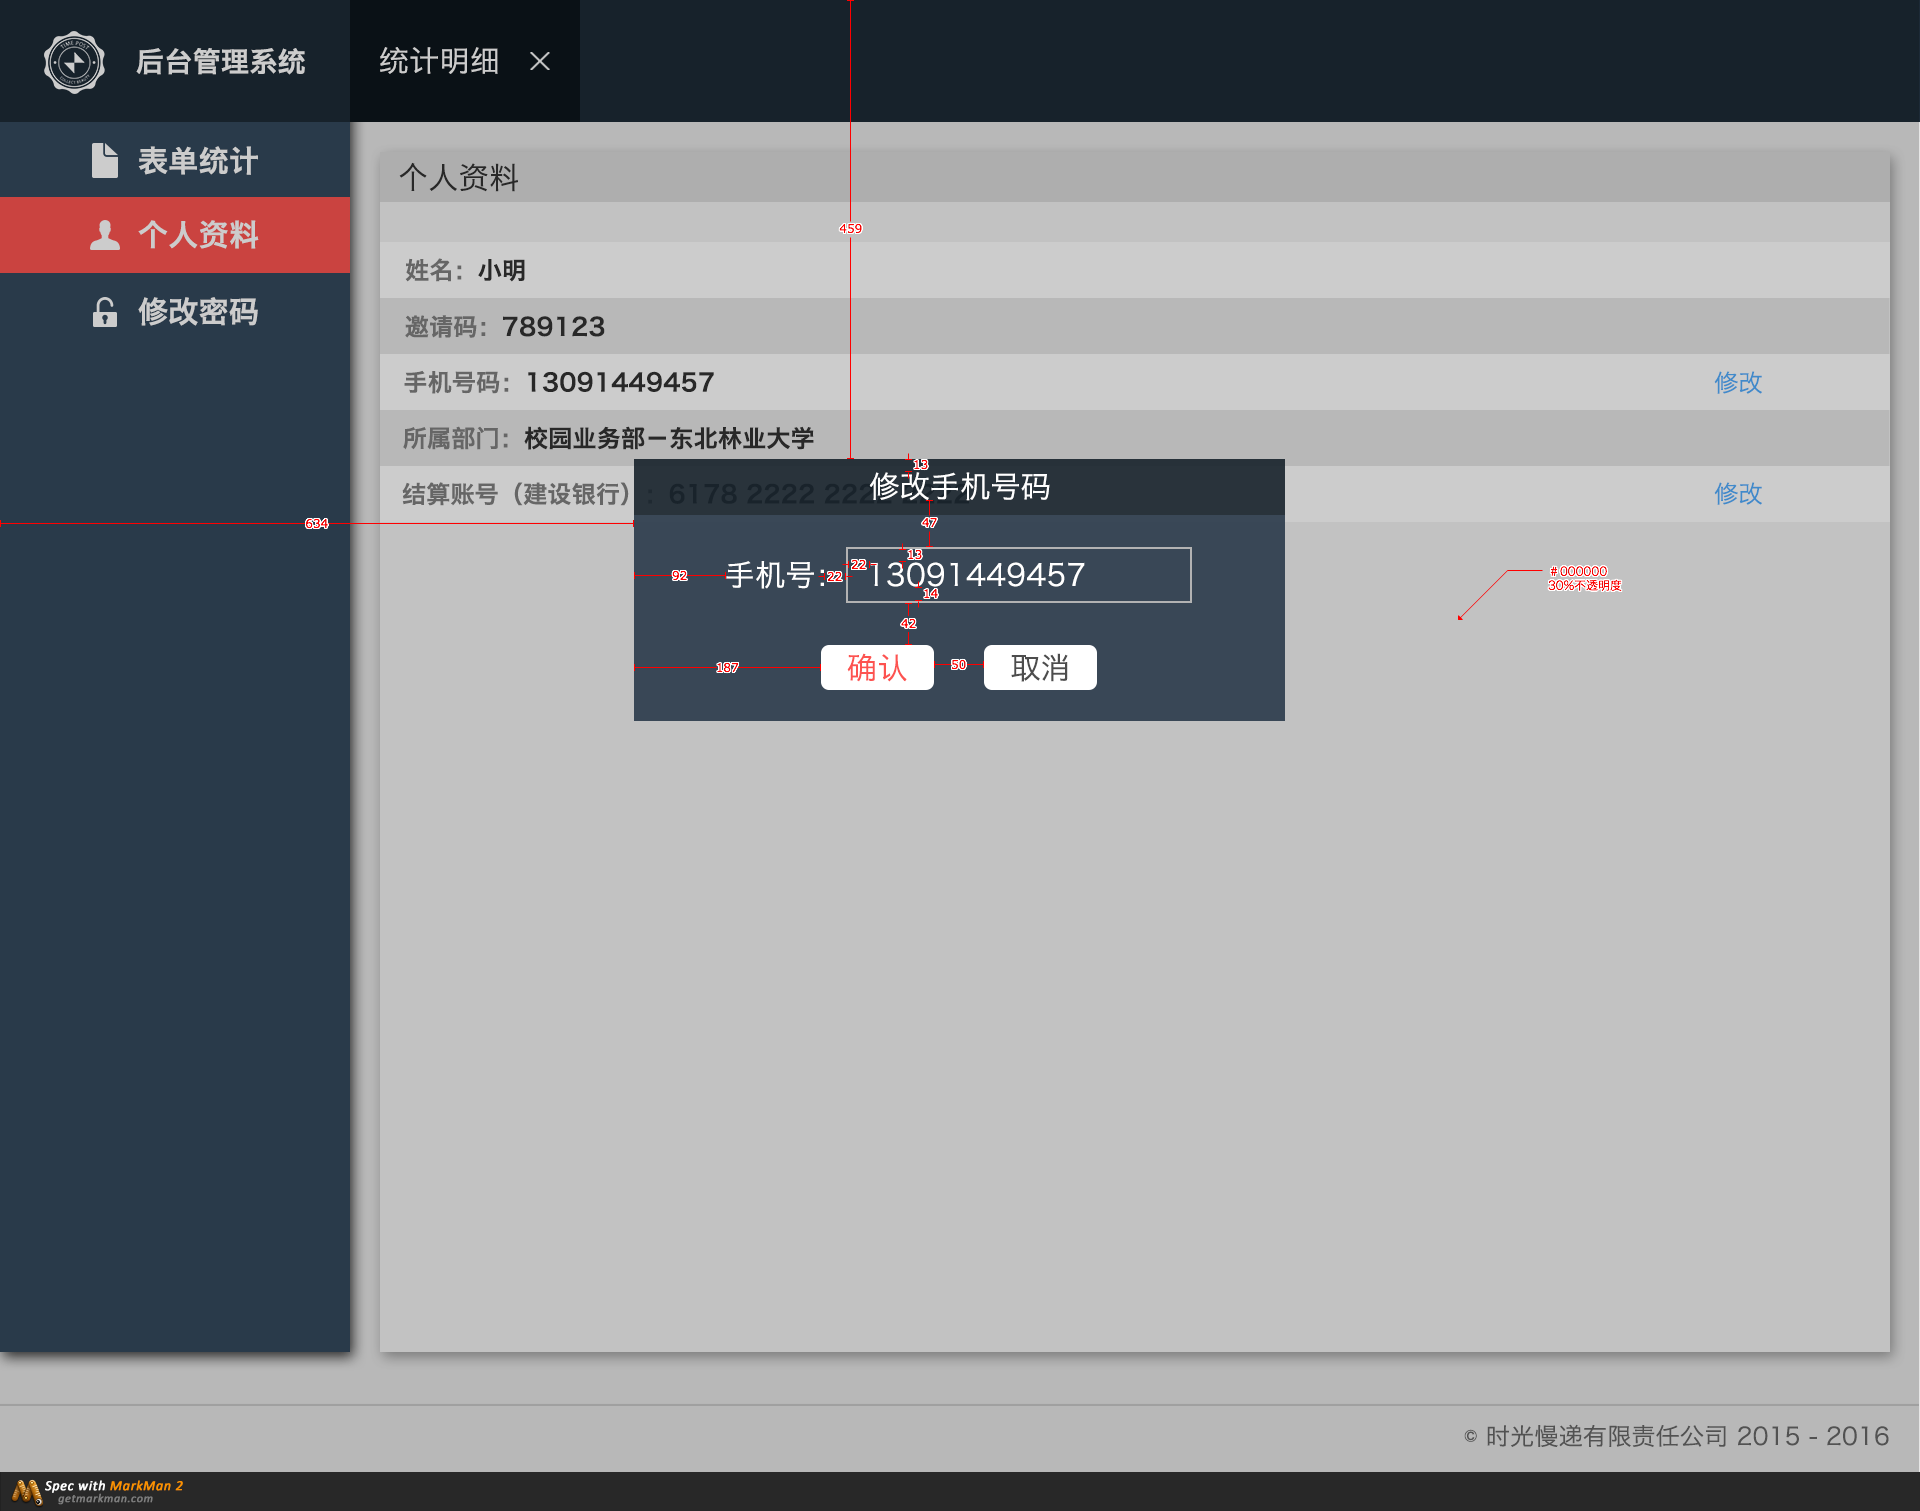 后台管理系统
统计明细
表单统计
个人资料
修改密码
个人资料
459
姓名：小明
邀请码：789123
手机号码：13091449457
修改
所属部门：校园业务部—东北林业大学
结算账号（建设银行）：6178 2222 222
修改
13
修改手机号码
634
47
13
92
手机号：
22
22
13091449457
14
#000000
30%不透明度
42
187
确认
50
取消
© 时光慢递有限责任公司 2015 - 2016
Spec with MarkMan 2
getmarkman.com